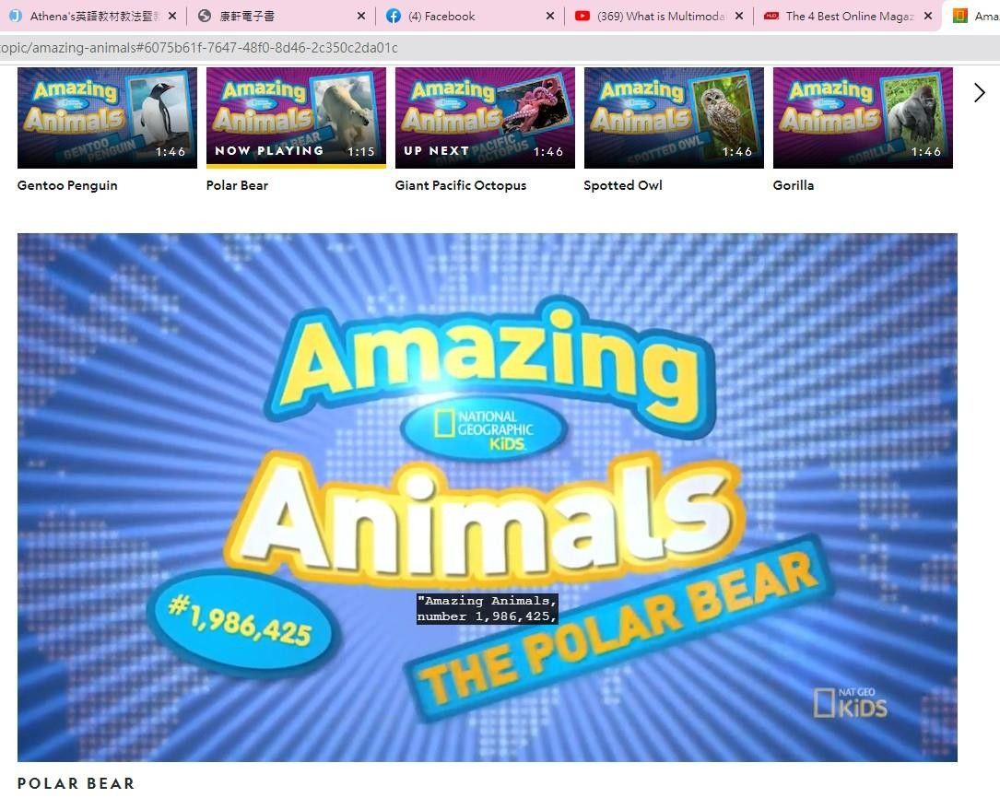 Athena's英語教材教法暨
康軒電子書
(4) Facebook
(369) What is Multimoda
The 4 Best Online Magaz
Ama
opic/amazing-animals#6075b61f-7647-48f0-8d46-2c350c2da01c
Amazing
Animals
GENTOO
PENGUIN
1:46
Gentoo Penguin
Amazing
Animals
BEAR
NOW PLAYING
1:15
Polar Bear
Amazing
Animals
PACIFIC
OCTOPUS
UP NEXT
1:46
Giant Pacific Octopus
Amazing
Animals
SPOTTED OWL
1:46
Spotted Owl
Amazing
Animals
GORILLA
1:46
Gorilla
Amazing
NATIONAL
GEOGRAPHIC
KiDS
Animals
#1,986,425
"Amazing Animals,
number 1,986,425,
THE POLAR BEAR
NAT GEO
KiDS
POLAR BEAR